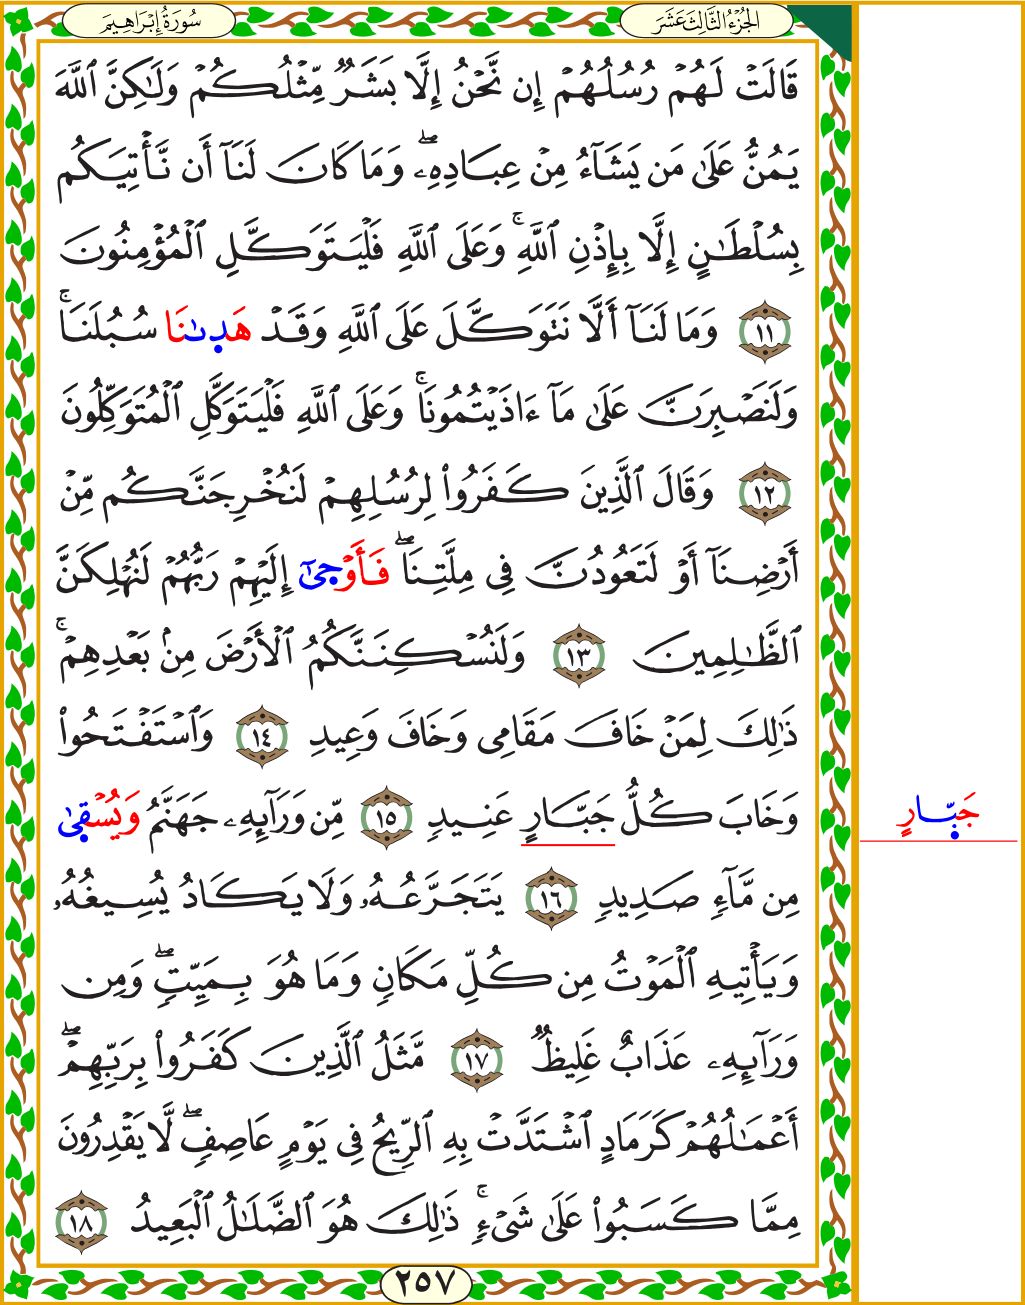 الجُزْءُ الثَّالِثَ عَشَرَ
سُورَةُ إِبْرَاهِيمَ
قَالَتْ لَهُمْ رُسُلُهُمْ إِن نَّحْنُ إِلَّا بَشَرٌ مِّثْلُكُمْ وَلَٰكِنَّ ٱللَّهَ
يَمُنُّ عَلَىٰ مَن يَشَآءُ مِنْ عِبَادِهِۦۖ وَمَا كَانَ لَنَآ أَن نَّأْتِيَكُم
بِسُلْطَٰنٍ إِلَّا بِإِذْنِ ٱللَّهِۚ وَعَلَى ٱللَّهِ فَلْيَتَوَكَّلِ ٱلْمُؤْمِنُونَ
١١ وَمَا لَنَآ أَلَّا نَتَوَكَّلَ عَلَى ٱللَّهِ وَقَدْ هَدٜىٰنَا سُبُلَنَاۚ
وَلَنَصْبِرَنَّ عَلَىٰ مَآ ءَاذَيْتُمُونَاۚ وَعَلَى ٱللَّهِ فَلْيَتَوَكَّلِ ٱلْمُتَوَكِّلُونَ
١٢ وَقَالَ ٱلَّذِينَ كَفَرُوا۟ لِرُسُلِهِمْ لَنُخْرِجَنَّكُم مِّنْ
أَرْضِنَآ أَوْ لَتَعُودُنَّ فِى مِلَّتِنَاۖ فَأَوْحٜىٰٓ إِلَيْهِمْ رَبُّهُمْ لَنُهْلِكَنَّ
ٱلظَّٰلِمِينَ ١٣ وَلَنُسْكِنَنَّكُمُ ٱلْأَرْضَ مِنۢ بَعْدِهِمْۚ
ذَٰلِكَ لِمَنْ خَافَ مَقَامِى وَخَافَ وَعِيدِ ١٤ وَٱسْتَفْتَحُوا۟
وَخَابَ كُلُّ جَبَّارٍ عَنِيدٍ ١٥ مِّن وَرَآئِهِۦ جَهَنَّمُ وَيُسْقٜىٰ
جَبّٜارٍ
مِن مَّآءٍ صَدِيدٍ ١٦ يَتَجَرَّعُهُۥ وَلَا يَكَادُ يُسِيغُهُۥ
وَيَأْتِيهِ ٱلْمَوْتُ مِن كُلِّ مَكَانٍ وَمَا هُوَ بِمَيِّتٍۖ وَمِن
وَرَآئِهِۦ عَذَابٌ غَلِيظٌ ١٧ مَّثَلُ ٱلَّذِينَ كَفَرُوا۟ بِرَبِّهِمْۖ
أَعْمَٰلُهُمْ كَرَمَادٍ ٱشْتَدَّتْ بِهِ ٱلرِّيحُ فِى يَوْمٍ عَاصِفٍۖ لَّا يَقْدِرُونَ
مِمَّا كَسَبُوا۟ عَلَىٰ شَىْءٍۚ ذَٰلِكَ هُوَ ٱلضَّلَٰلُ ٱلْبَعِيدُ ١٨
٢٥٧